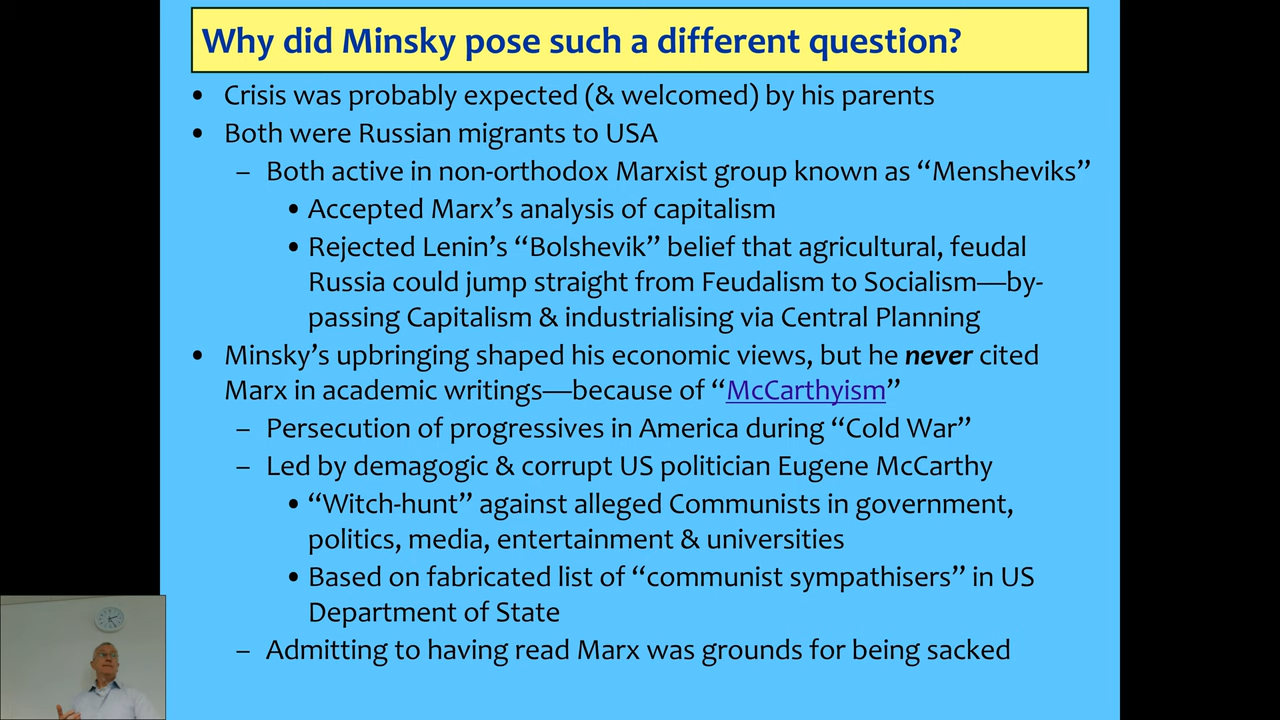 Why did Minsky pose such a different question?
• Crisis was probably expected (& welcomed) by his parents
• Both were Russian migrants to USA
– Both active in non-orthodox Marxist group known as “Mensheviks”
• Accepted Marx’s analysis of capitalism
• Rejected Lenin’s “Bolshevik” belief that agricultural, feudal
Russia could jump straight from Feudalism to Socialism—by-
passing Capitalism & industrialising via Central Planning
• Minsky’s upbringing shaped his economic views, but he never cited
Marx in academic writings—because of “McCarthyism”
– Persecution of progressives in America during “Cold War”
– Led by demagogic & corrupt US politician Eugene McCarthy
• “Witch-hunt” against alleged Communists in government,
politics, media, entertainment & universities
• Based on fabricated list of “communist sympathisers” in US
Department of State
– Admitting to having read Marx was grounds for being sacked